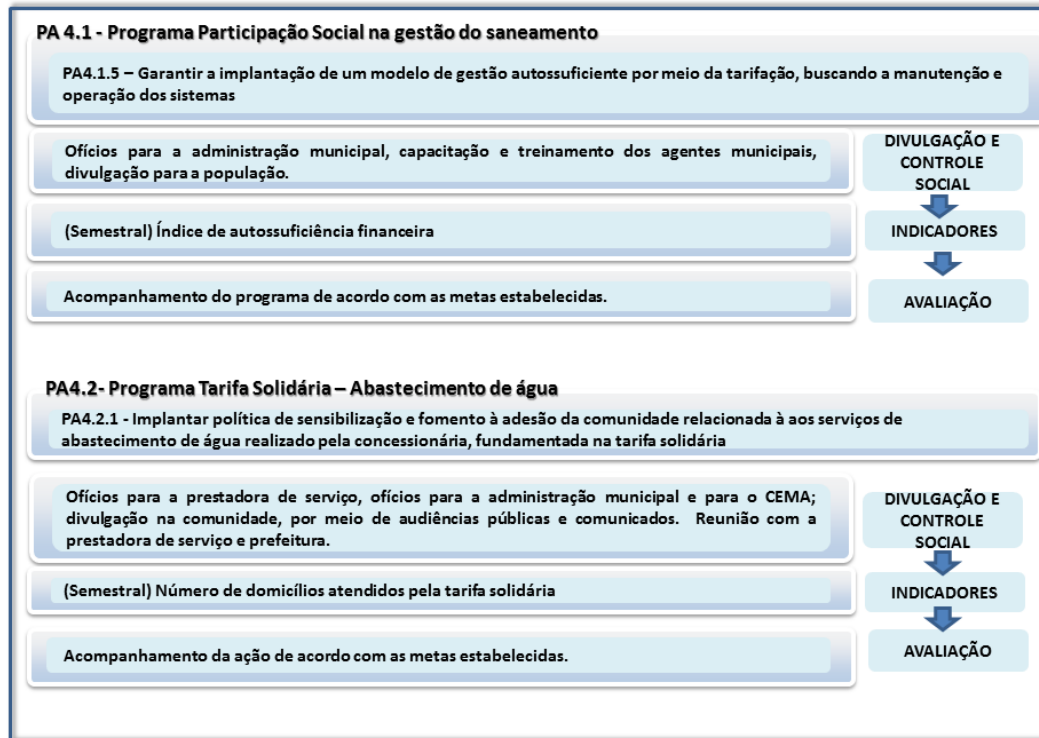 PA 4.1 - Programa Participação Social na gestão do saneamento
PA4.1.5 – Garantir a implantação de um modelo de gestão autossuficiente por meio da tarifação, buscando a manutenção e
operação dos sistemas
Ofícios para a administração municipal, capacitação e treinamento dos agentes municipais,
divulgação para a população.
DIVULGAÇÃO E
CONTROLE
SOCIAL
(Semestral) Índice de autossuficiência financeira
INDICADORES
Acompanhamento do programa de acordo com as metas estabelecidas.
AVALIAÇÃO
PA4.2- Programa Tarifa Solidária – Abastecimento de água
PA4.2.1 - Implantar política de sensibilização e fomento à adesão da comunidade relacionada à aos serviços de
abastecimento de água realizado pela concessionária, fundamentada na tarifa solidária
Ofícios para a prestadora de serviço, ofícios para a administração municipal e para o CEMA;
divulgação na comunidade, por meio de audiências públicas e comunicados. Reunião com a
prestadora de serviço e prefeitura.
DIVULGAÇÃO E
CONTROLE
SOCIAL
(Semestral) Número de domicílios atendidos pela tarifa solidária
INDICADORES
Acompanhamento da ação de acordo com as metas estabelecidas.
AVALIAÇÃO